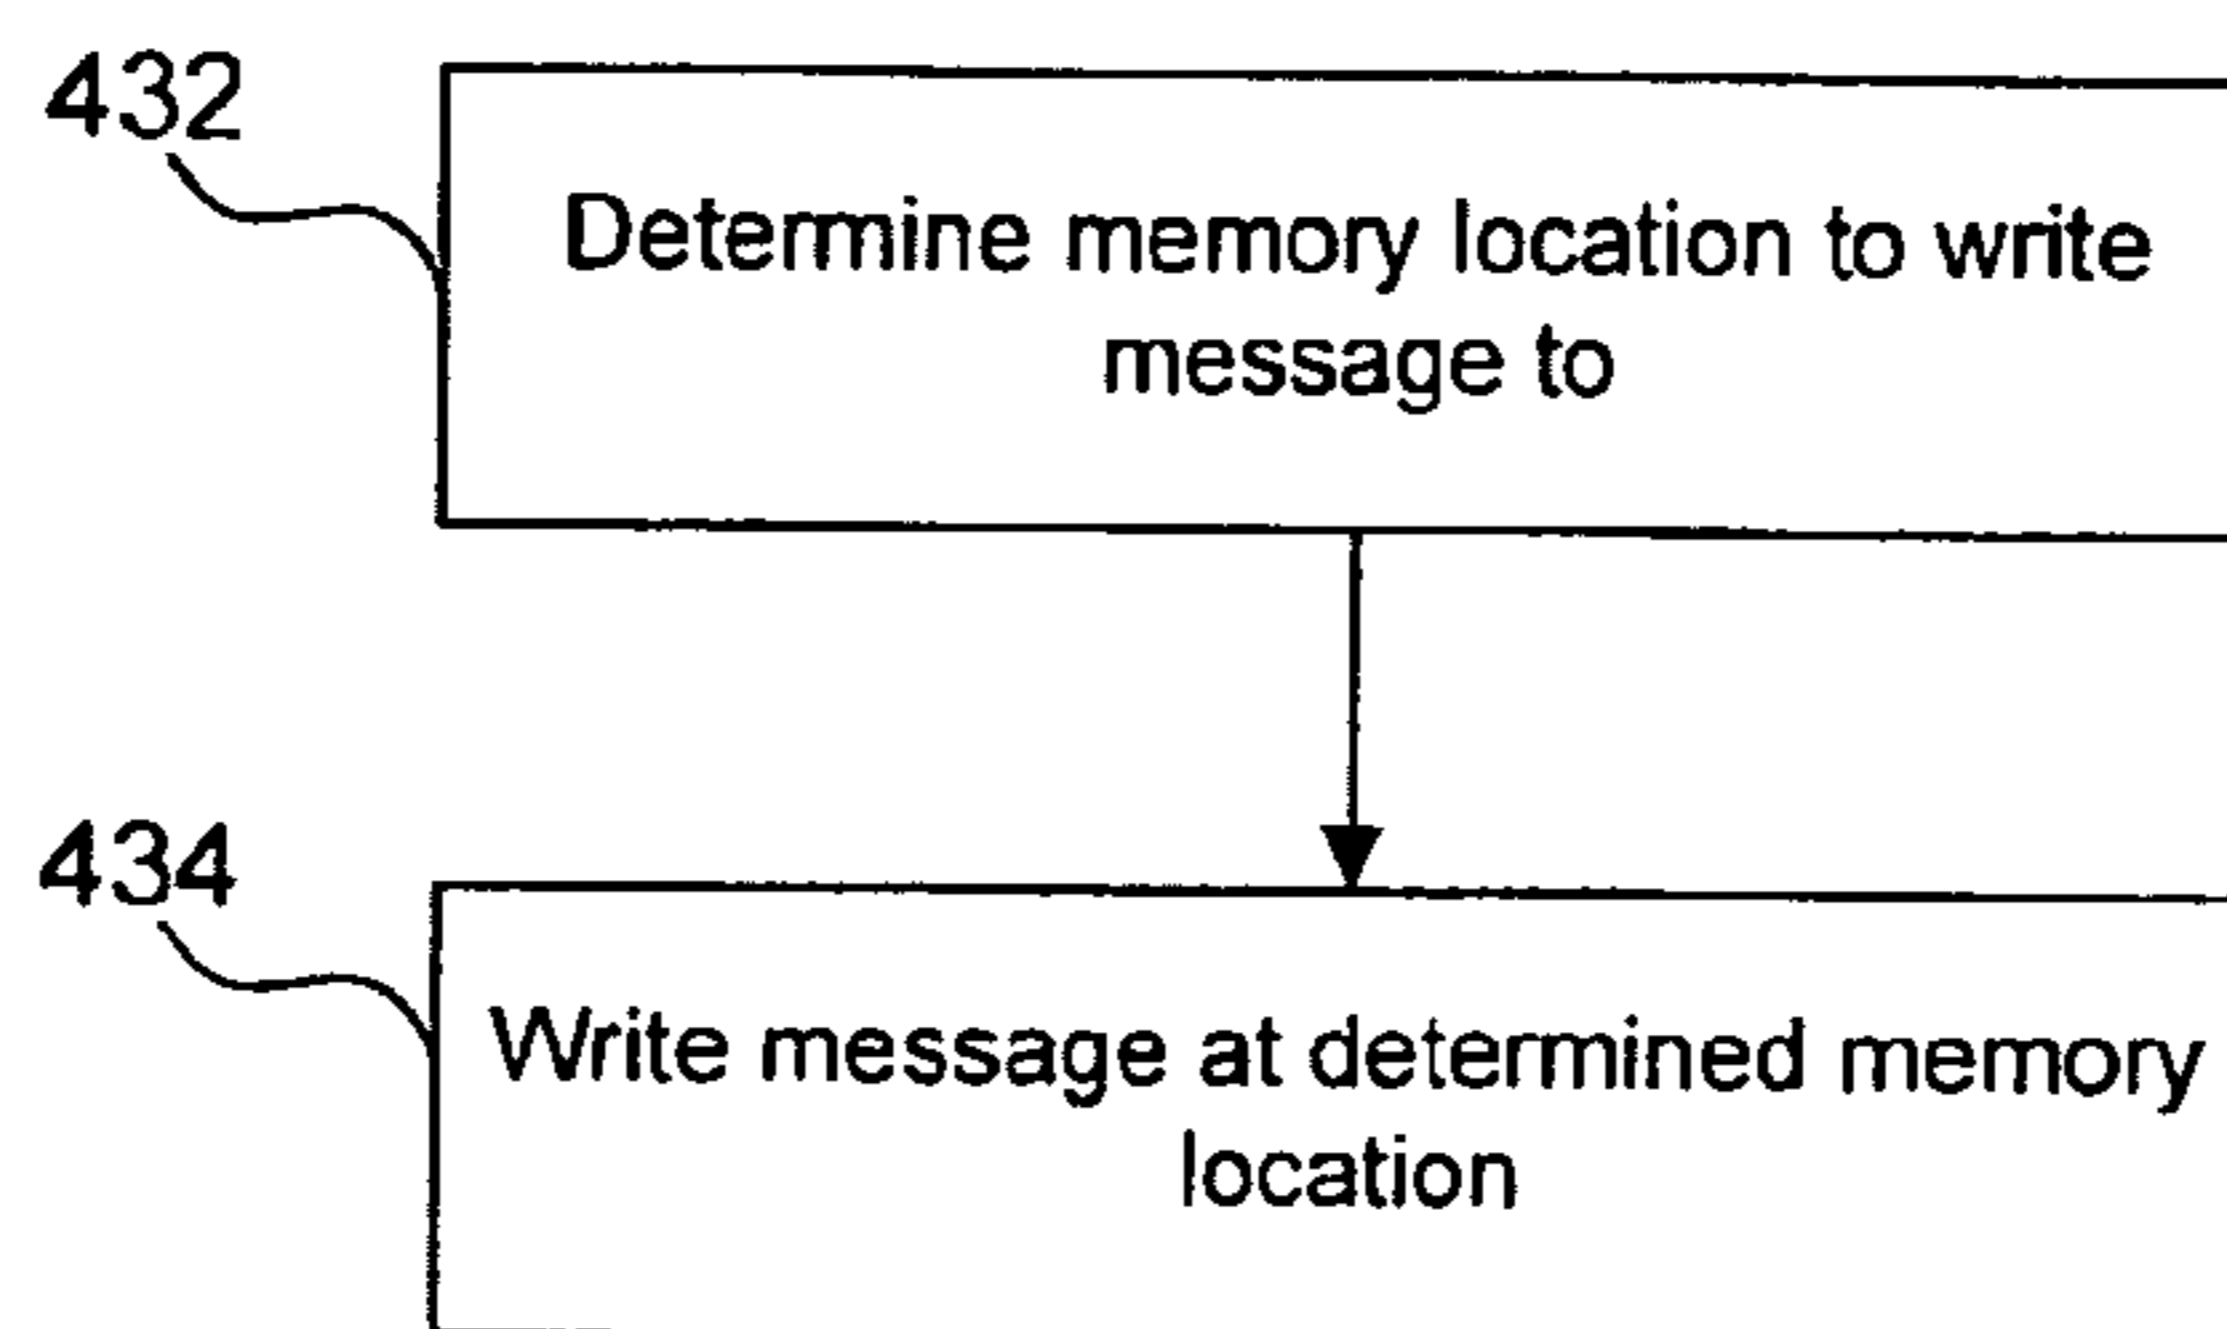 432
Determine memory location to write
message to
434
Write message at determined memory
location